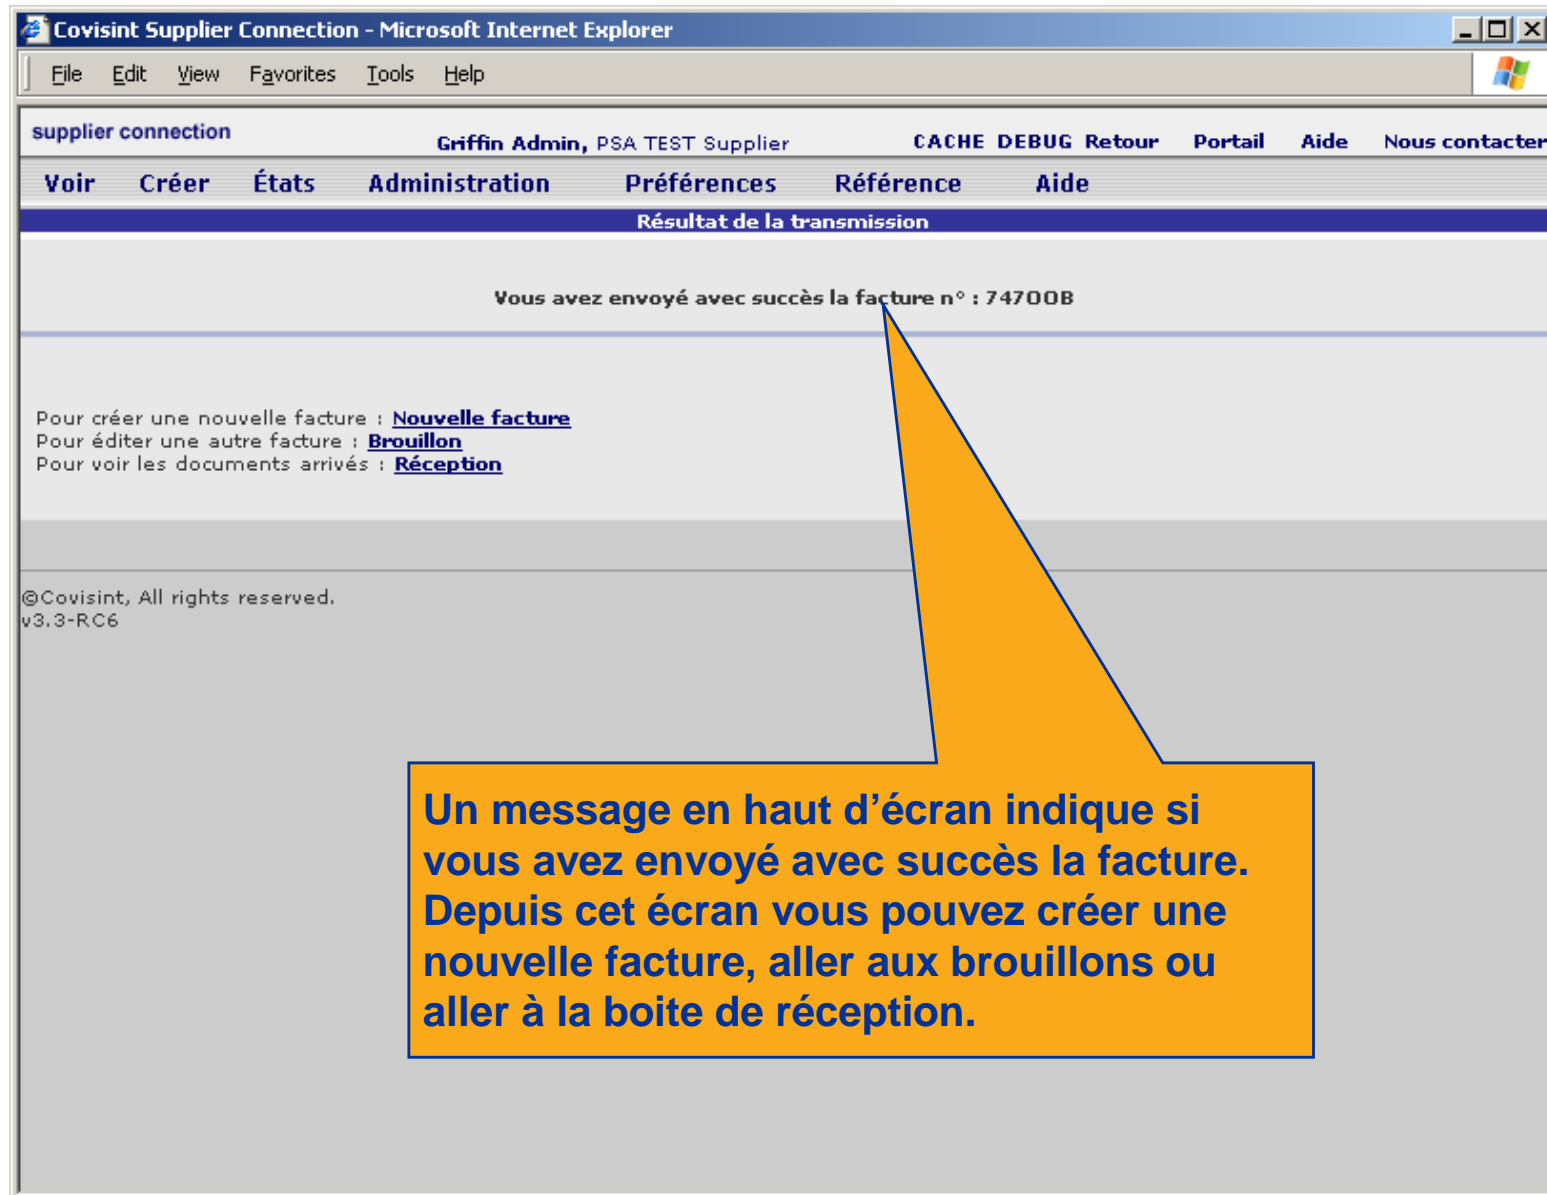 Covisint Supplier Connection - Microsoft Internet Explorer
File Edit View Favorites Tools Help
supplier connection Griffin Admin, PSA TEST Supplier CACHE DEBUG Retour Portail Aide Nous contacter
Voir Créer États Administration Préférences Référence Aide
Résultat de la transmission
Vous avez envoyé avec succès la facture n° : 74700B
Pour créer une nouvelle facture : Nouvelle facture
Pour éditer une autre facture : Brouillon
Pour voir les documents arrivés : Réception
©Covisint, All rights reserved.
v3.3-RC6
Un message en haut d’écran indique si
vous avez envoyé avec succès la facture.
Depuis cet écran vous pouvez créer une
nouvelle facture, aller aux brouillons ou
aller à la boite de réception.